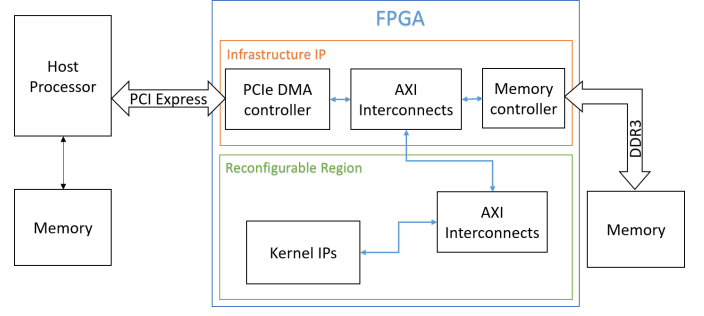 FPGA
Host
Processor
Infrastructure IP
PCI Express
PCIe DMA
controller
AXI
Interconnects
Memory
controller
DDR3
Reconfigurable Region
Memory
AXI
Interconnects
Kernel IPs
Memory